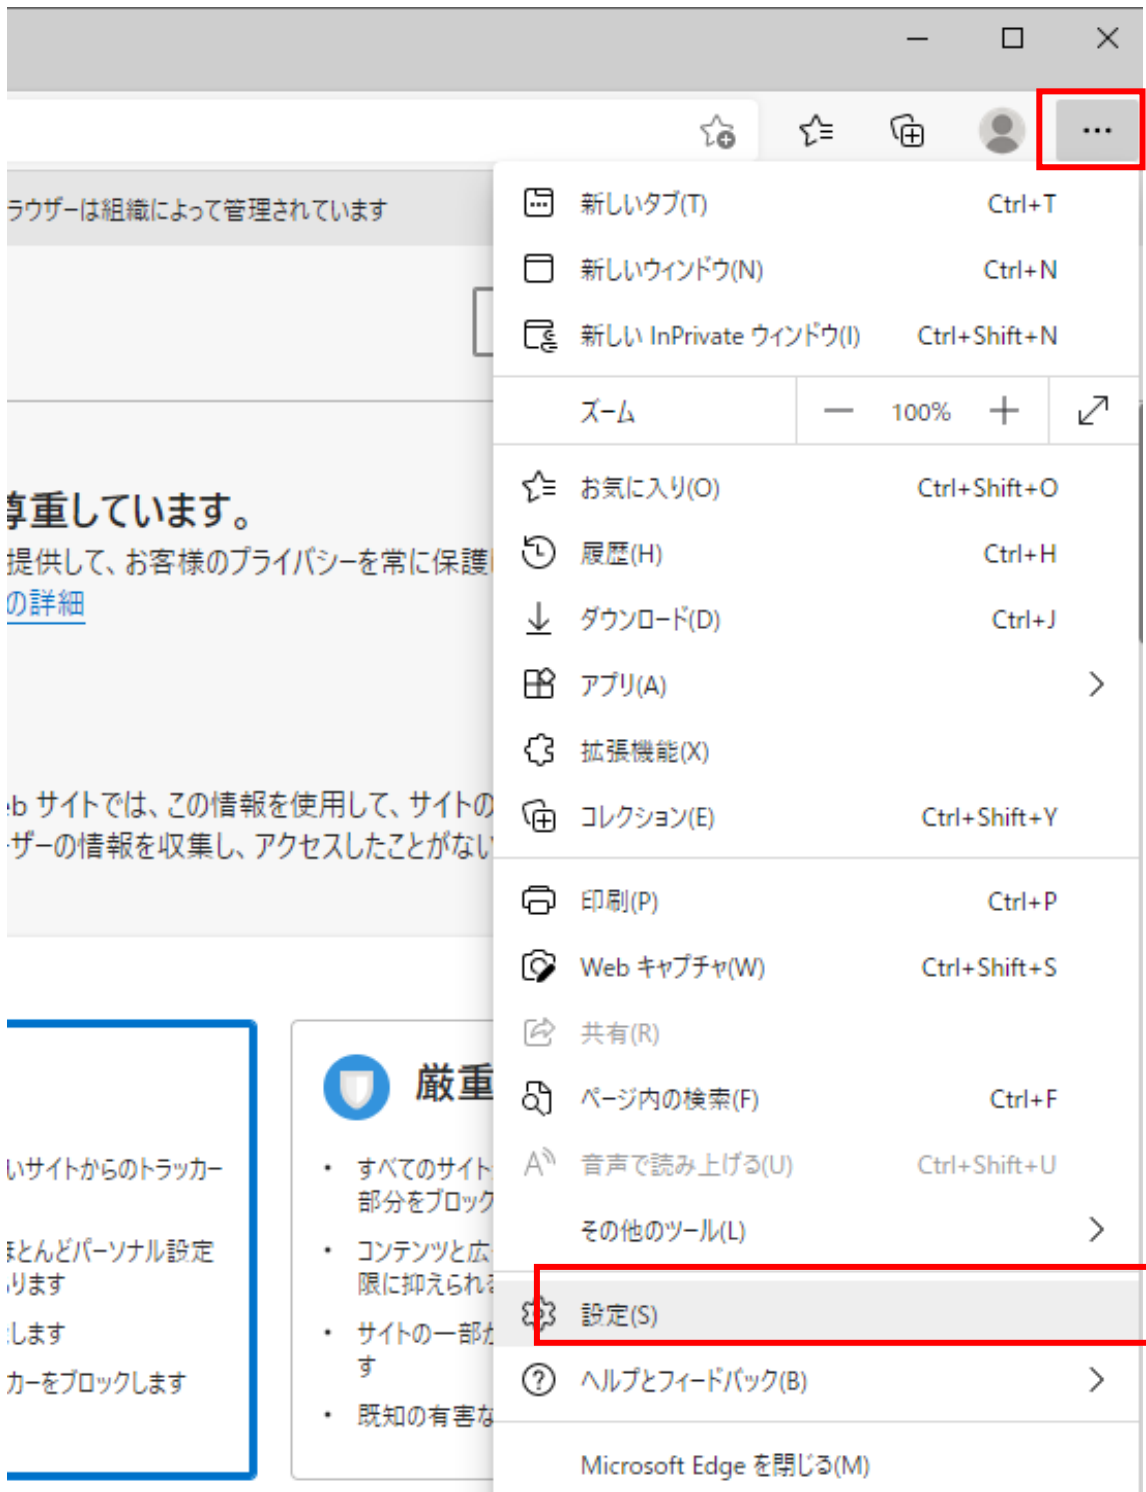 ラウザーは組織によって管理されています
新しいタブ(T) Ctrl+T
新しいウィンドウ(N) Ctrl+N
新しい InPrivate ウィンドウ(I) Ctrl+Shift+N
ズーム 100%
お気に入り(O) Ctrl+Shift+O
履歴(H) Ctrl+H
ダウンロード(D) Ctrl+J
アプリ(A)
拡張機能(X)
コレクション(E) Ctrl+Shift+Y
印刷(P) Ctrl+P
Web キャプチャ(W) Ctrl+Shift+S
共有(R)
ページ内の検索(F) Ctrl+F
音声で読み上げる(U) Ctrl+Shift+U
その他のツール(L)
設定(S)
ヘルプとフィードバック(B)
Microsoft Edge を閉じる(M)
尊重しています。
提供して、お客様のプライバシーを常に保護
の詳細
eb サイトでは、この情報を使用して、サイトの
ーザーの情報を収集し、アクセスしたことがない
いサイトからのトラッカー
ほとんどパーソナル設定
ります
します
カーをブロックします
厳重
• すべてのサイト
部分をブロック
• コンテンツと広
限に抑えられる
• サイトの一部が
す
• 既知の有害な